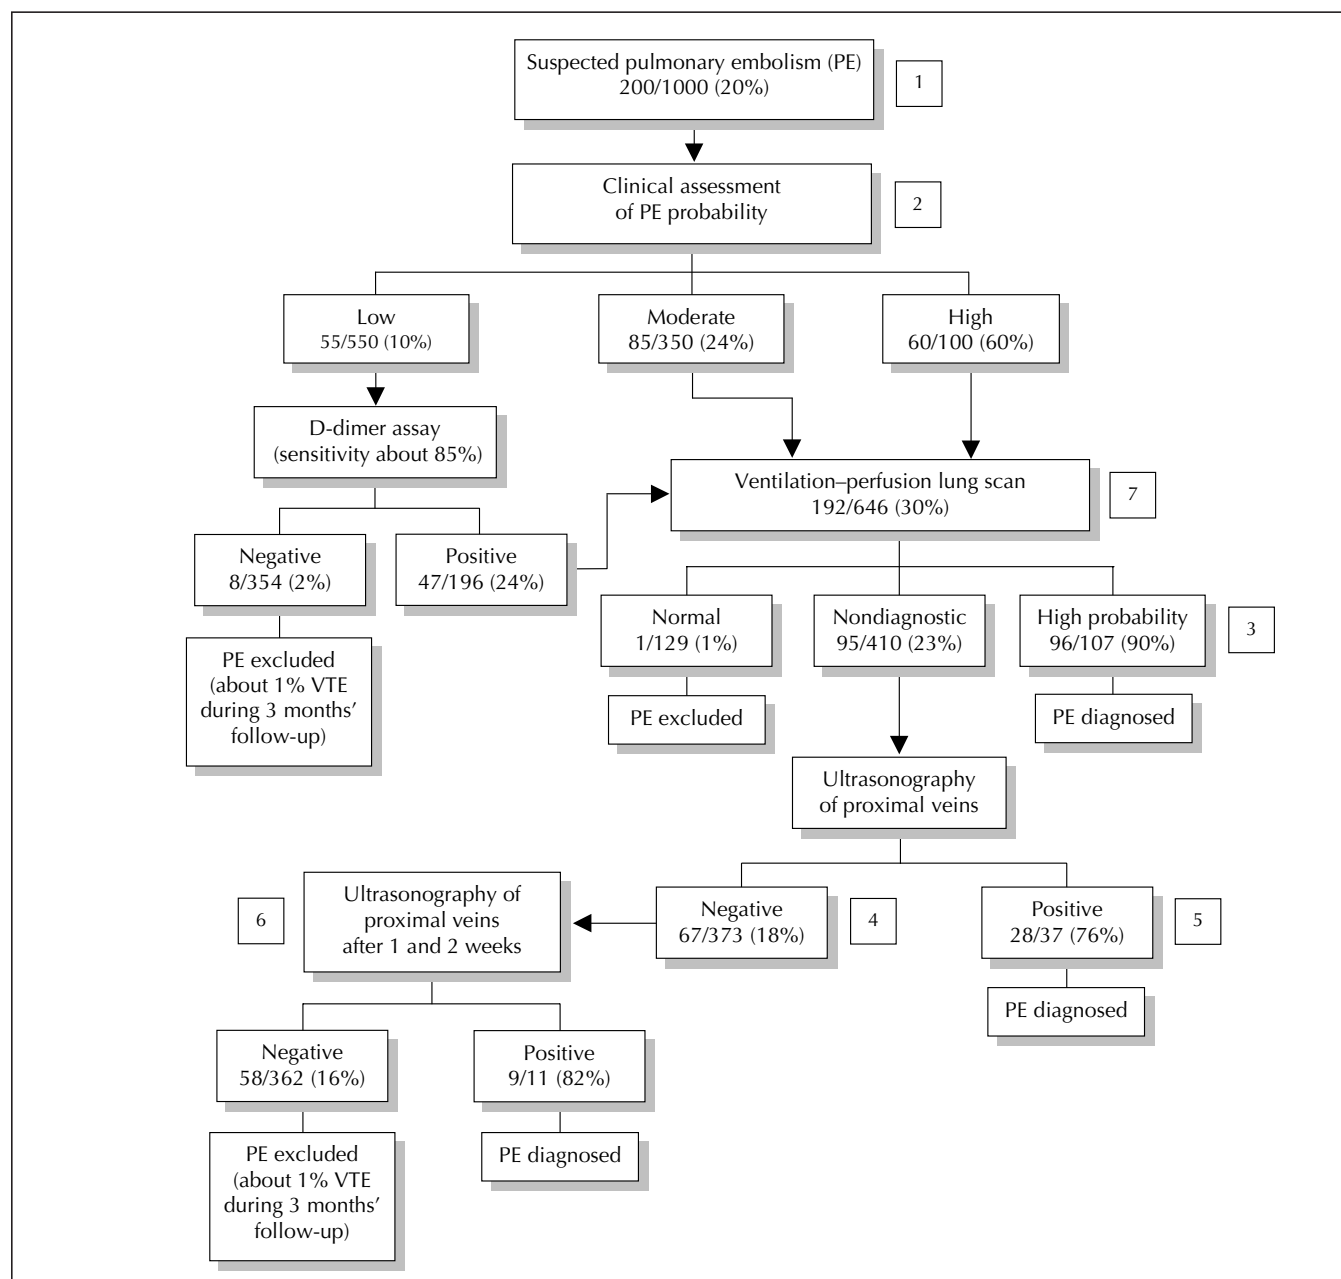 Suspected pulmonary embolism (PE)
200/1000 (20%)
1
Clinical assessment
of PE probability
2
Low
55/550 (10%)
Moderate
85/350 (24%)
High
60/100 (60%)
D-dimer assay
(sensitivity about 85%)
Ventilation–perfusion lung scan
192/646 (30%)
7
Negative
8/354 (2%)
Positive
47/196 (24%)
Normal
1/129 (1%)
Nondiagnostic
95/410 (23%)
High probability
96/107 (90%)
3
PE excluded
(about 1% VTE
during 3 months’
follow-up)
PE excluded
PE diagnosed
Ultrasonography
of proximal veins
6
Ultrasonography of
proximal veins
after 1 and 2 weeks
Negative
67/373 (18%)
4
Positive
28/37 (76%)
5
PE diagnosed
Negative
58/362 (16%)
Positive
9/11 (82%)
PE excluded
(about 1% VTE
during 3 months’
follow-up)
PE diagnosed